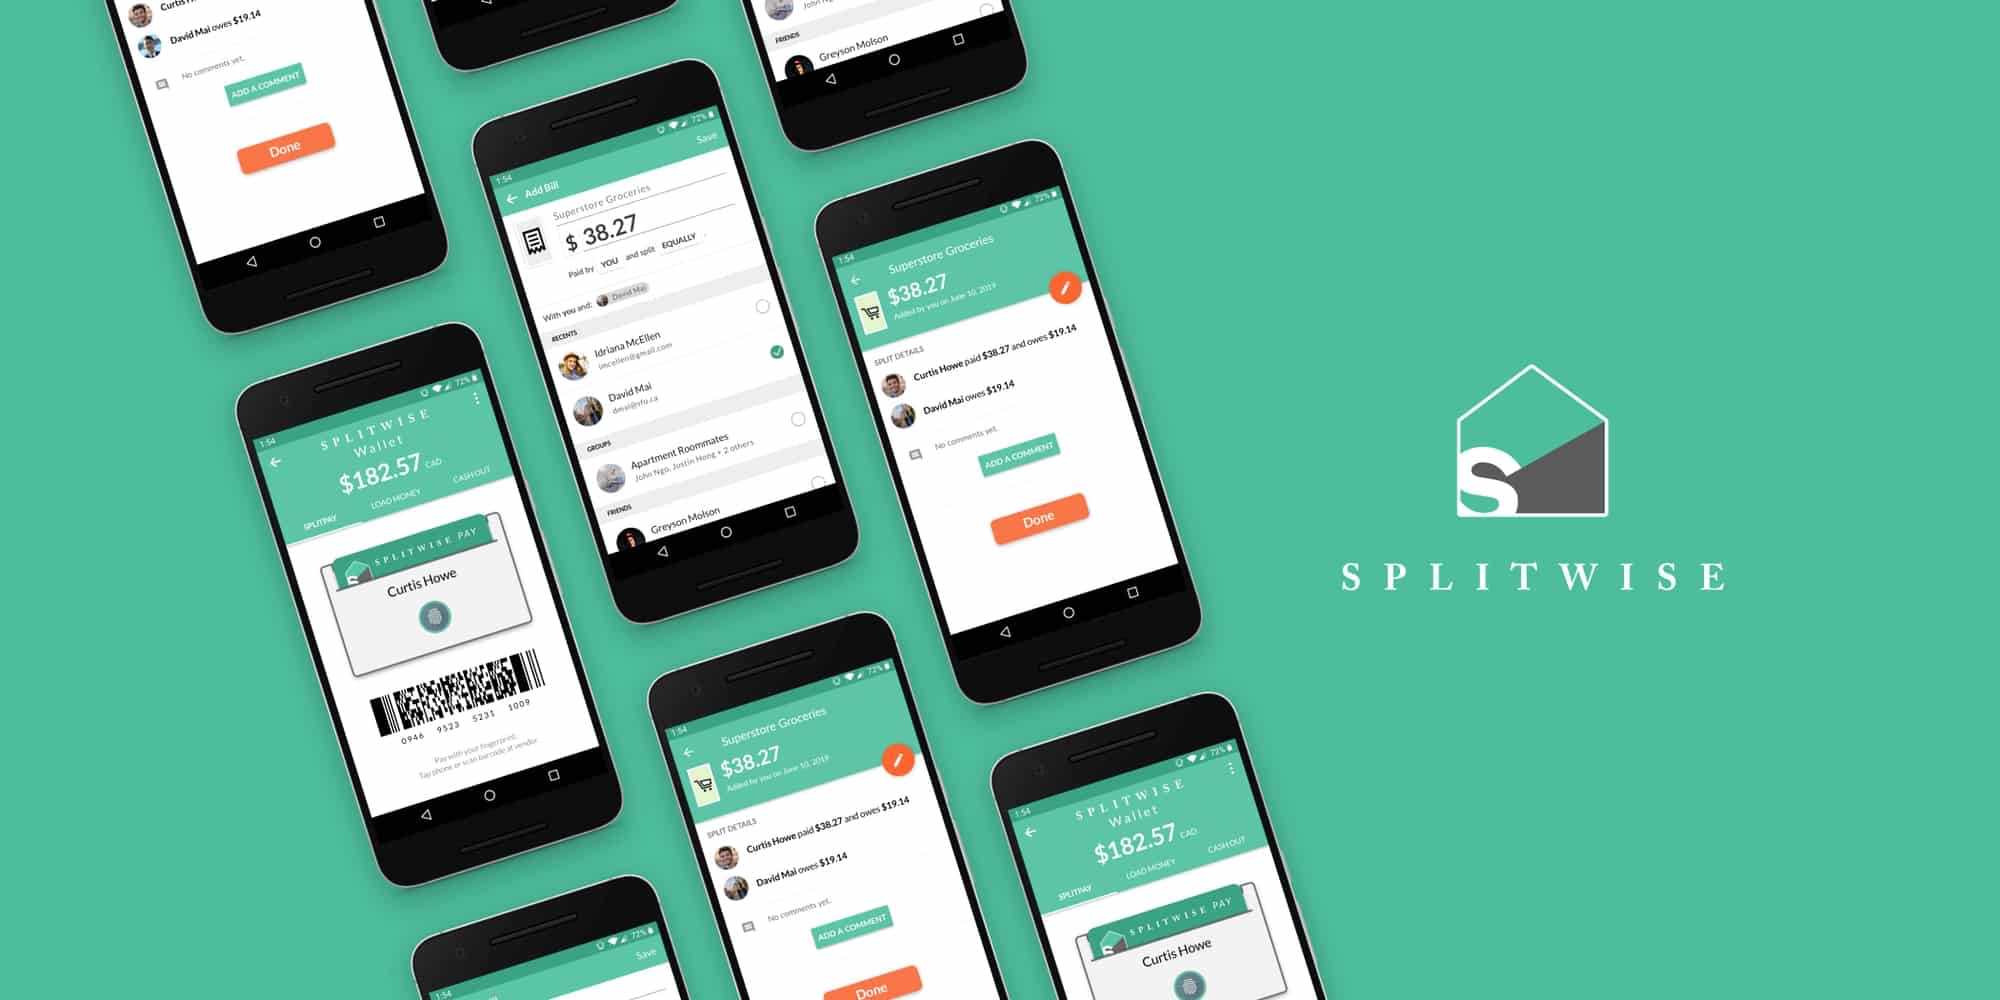 David Mai owes $19.14
No comments yet.
ADD A COMMENT
Done
John Ngo,
FRIENDS
Greyson Molson
72%
Save
1:54
Add Bill
Superstore Groceries
$ 38.27
Paid by YOU and split EQUALLY .
With you and: David Mai
RECENTS
Idriana McEllen
imcellen@gmail.com
David Mai
dmai@sfu.ca
GROUPS
Apartment Roommates
John Ngo, Justin Hong + 2 others
FRIENDS
Greyson Molson
72%
1:54
Superstore Groceries
$38.27
Added by you on June 10, 2019
SPLIT DETAILS
Curtis Howe paid $38.27 and owes $19.14
David Mai owes $19.14
No comments yet.
ADD A COMMENT
Done
72%
1:54
SPLITWISE
Wallet
$182.57 CAD
SPLITPAY LOAD MONEY CASH OUT
SPLITWISE PAY
Curtis Howe
0946 9523 5231 1009
Pay with your fingerprint.
Tap phone or scan barcode at vendor.
72%
1:54
Superstore Groceries
$38.27
Added by you on June 10, 2019
SPLIT DETAILS
Curtis Howe paid $38.27 and owes $19.14
David Mai owes $19.14
No comments yet.
ADD A COMMENT
Done
72%
1:54
SPLITWISE
Wallet
$182.57 CAD
SPLITPAY LOAD MONEY CASH OUT
SPLITWISE PAY
Curtis Howe
72%
Save
1:54
S
SPLITWISE